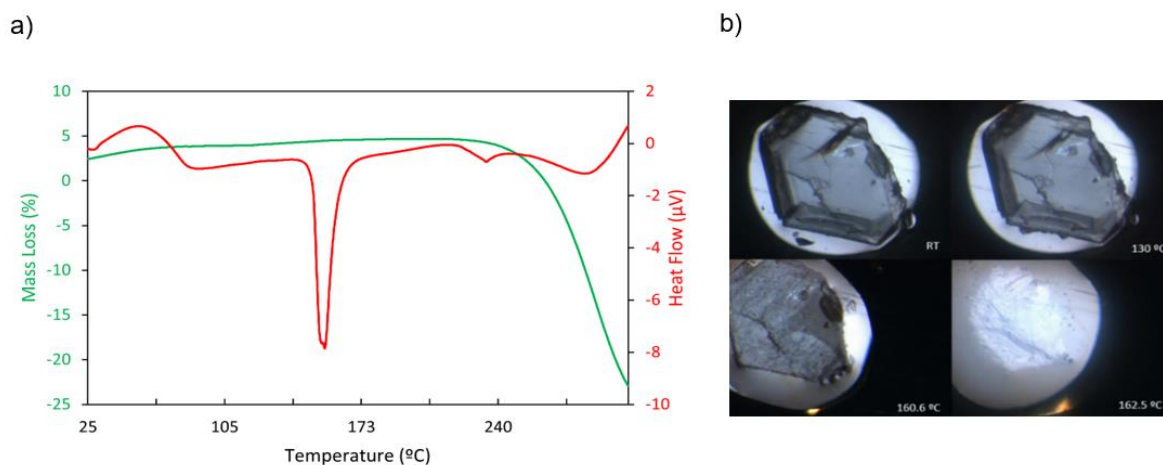 a)
b)
10
5
0
-5
-10
-15
-20
-25
Mass Loss (%)
2
0
-2
-4
-6
-8
-10
Heat Flow (µV)
25 105 173 240
Temperature (ºC)
RT
130 ºC
160.6 ºC
162.5 ºC